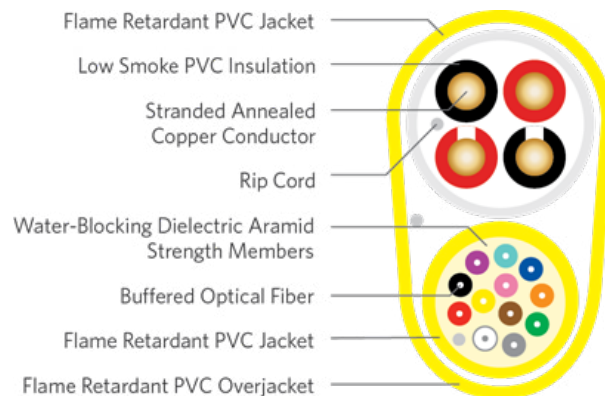 Flame Retardant PVC Jacket
Low Smoke PVC Insulation
Stranded Annealed
Copper Conductor
Rip Cord
Water-Blocking Dielectric Aramid
Strength Members
Buffered Optical Fiber
Flame Retardant PVC Jacket
Flame Retardant PVC Overjacket